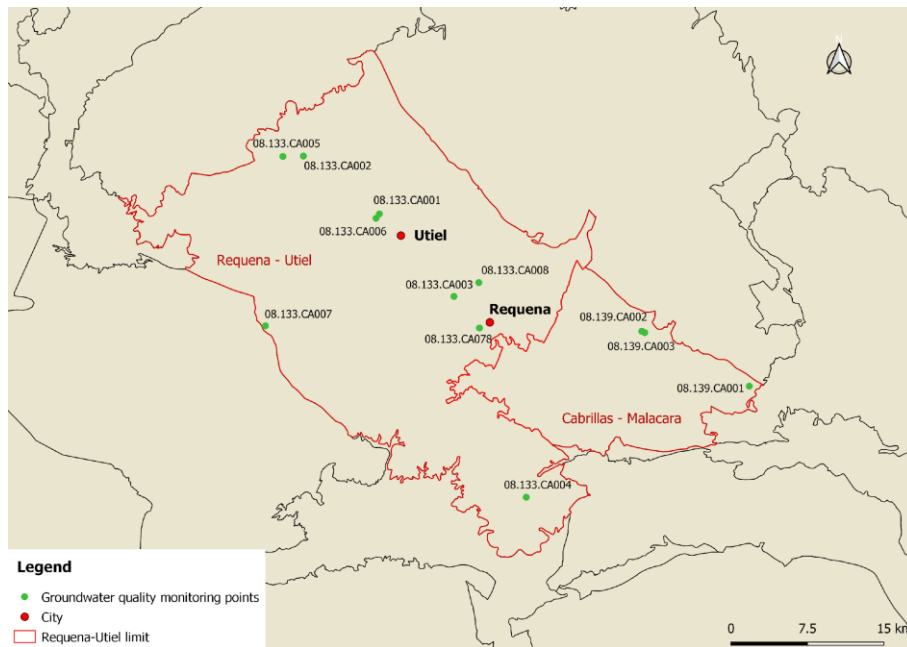 N
08.133.CA005
08.133.CA002
08.133.CA001
08.133.CA006
Utiel
Requena - Utiel
08.133.CA008
08.133.CA003
Requena
08.133.CA007
08.133.CA078
08.139.CA002
08.139.CA003
08.139.CA001
Cabrillas - Malacara
08.133.CA004
Legend
Groundwater quality monitoring points
City
Requena-Utiel limit
0 7.5 15 km